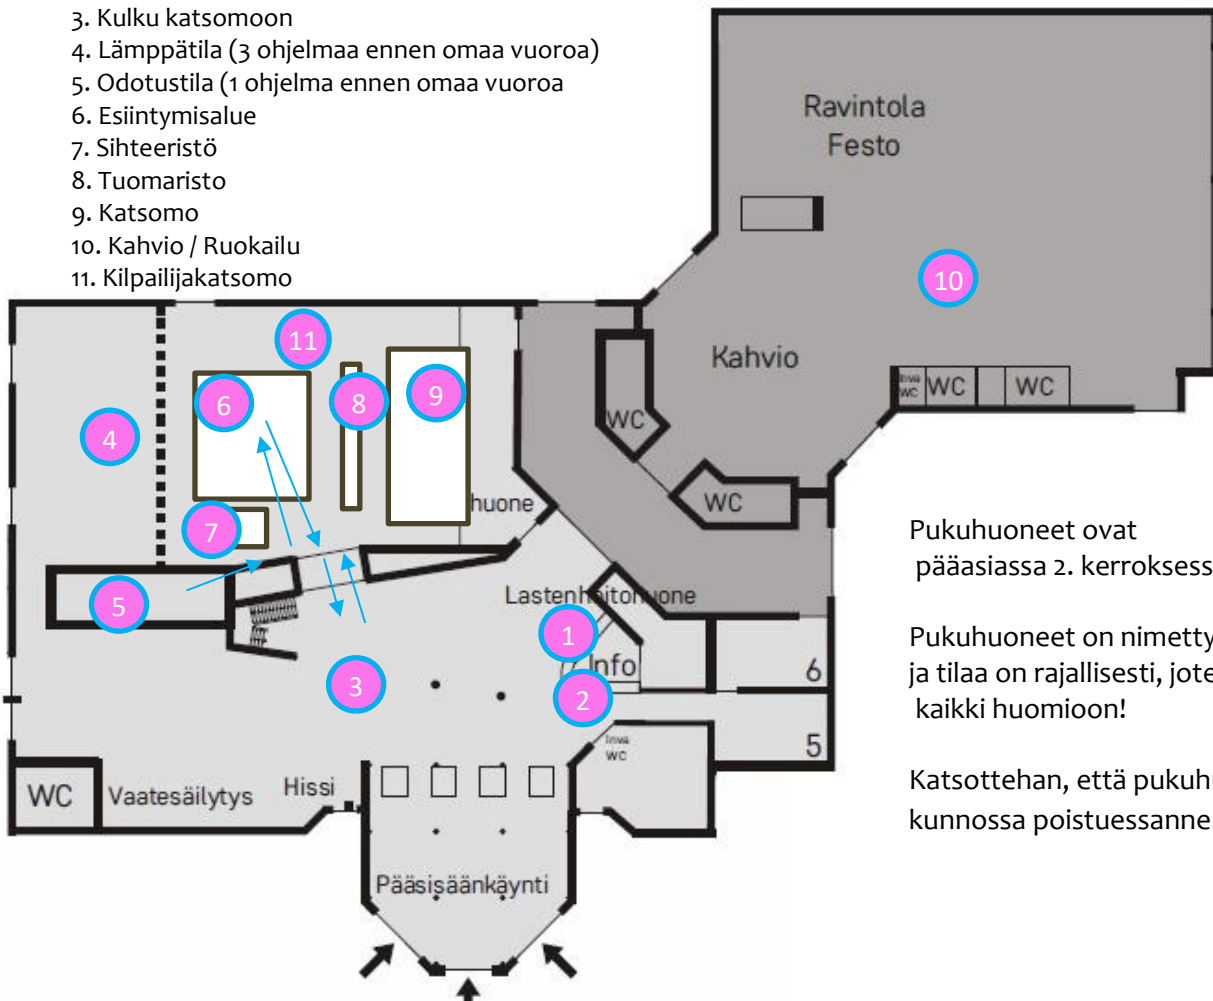 3. Kulku katsomoon
4. Lämppätila (3 ohjelmaa ennen omaa vuoroa)
5. Odotustila (1 ohjelma ennen omaa vuoroa
6. Esiintymisalue
7. Sihteeristö
8. Tuomaristo
9. Katsomo
10. Kahvio / Ruokailu
11. Kilpailijakatsomo
Ravintola
Festo
10
11
Kahvio
6
8
9
4
Inva
WC
WC
WC
WC
WC
7
huone
5
Lastenhoitohuone
1
Info
3
2
6
Inva
WC
5
WC
Vaatesäilytys
Hissi
Pääsisäänkäynti
Pukuhuoneet ovat
pääasiassa 2. kerroksess
Pukuhuoneet on nimetty
ja tilaa on rajallisesti, jote
kaikki huomioon!
Katsottehan, että pukuhu
kunnossa poistuessanne